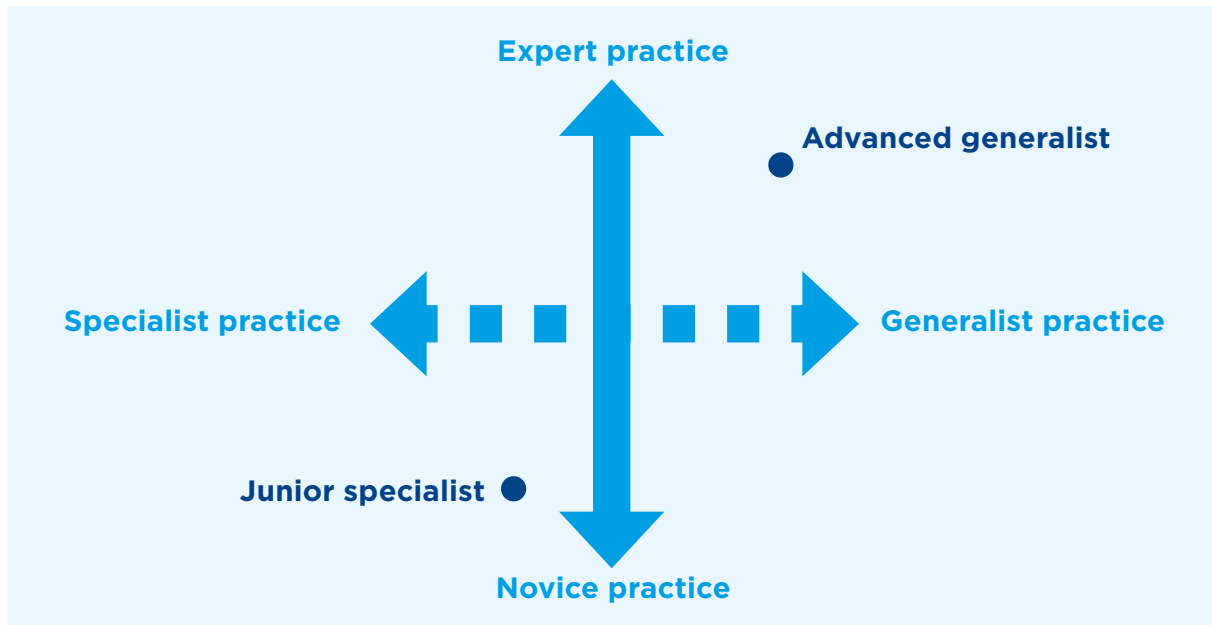 Expert practice
Advanced generalist
Specialist practice
Generalist practice
Junior specialist
Novice practice